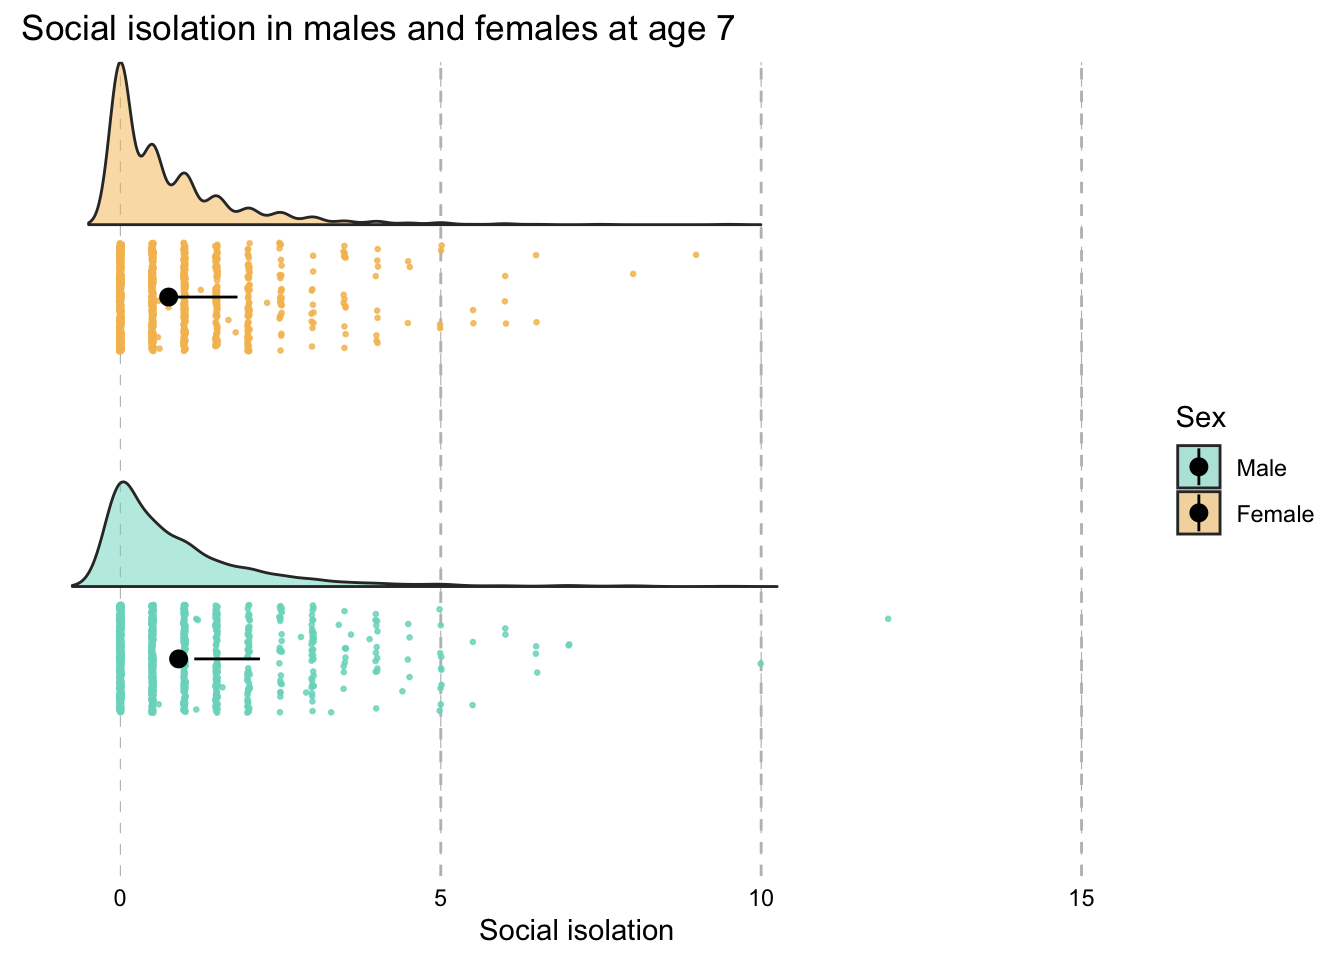 Social isolation in males and females at age 7
Sex
Male
Female
0 5 10 15
Social isolation